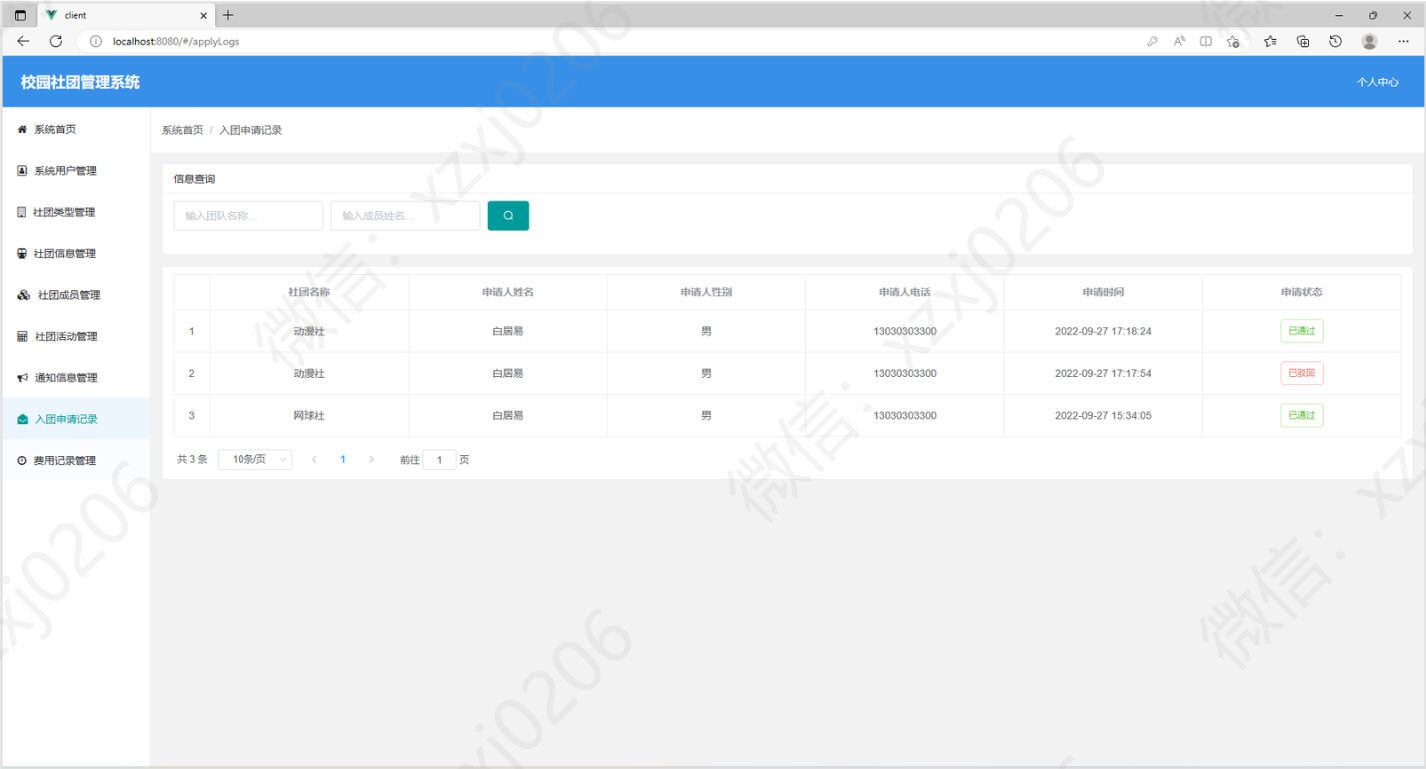 client
localhost:8080/#/applyLogs
校园社团管理系统
个人中心
系统首页
系统用户管理
社团类型管理
社团信息管理
社团成员管理
社团活动管理
通知信息管理
入团申请记录
费用记录管理
系统首页 / 入团申请记录
信息查询
输入团队名称... 输入成员姓名...
社团名称 申请人姓名 申请人性别 申请人电话 申请时间 申请状态
1 动漫社 白居易 男 13030303300 2022-09-27 17:18:24 已通过
2 动漫社 白居易 男 13030303300 2022-09-27 17:17:54 已驳回
3 网球社 白居易 男 13030303300 2022-09-27 15:34:05 已通过
共 3 条 10条/页 1 前往 1 页
微信：xzxj0206
微信：xzxj0206